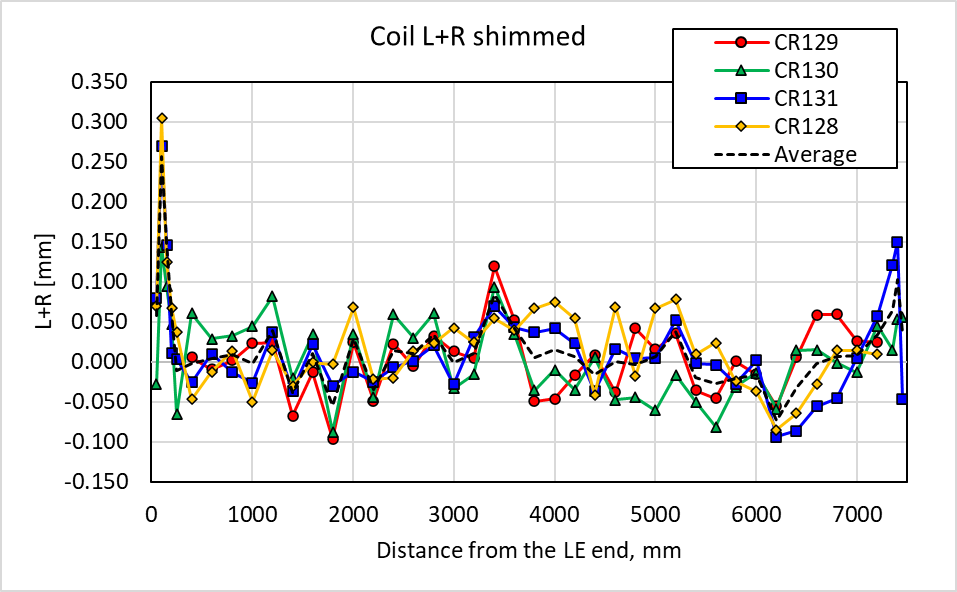 Coil L+R shimmed
CR129
CR130
CR131
CR128
Average
0.350
0.300
0.250
0.200
0.150
0.100
0.050
0.000
-0.050
-0.100
-0.150
L+R [mm]
0 1000 2000 3000 4000 5000 6000 7000
Distance from the LE end, mm